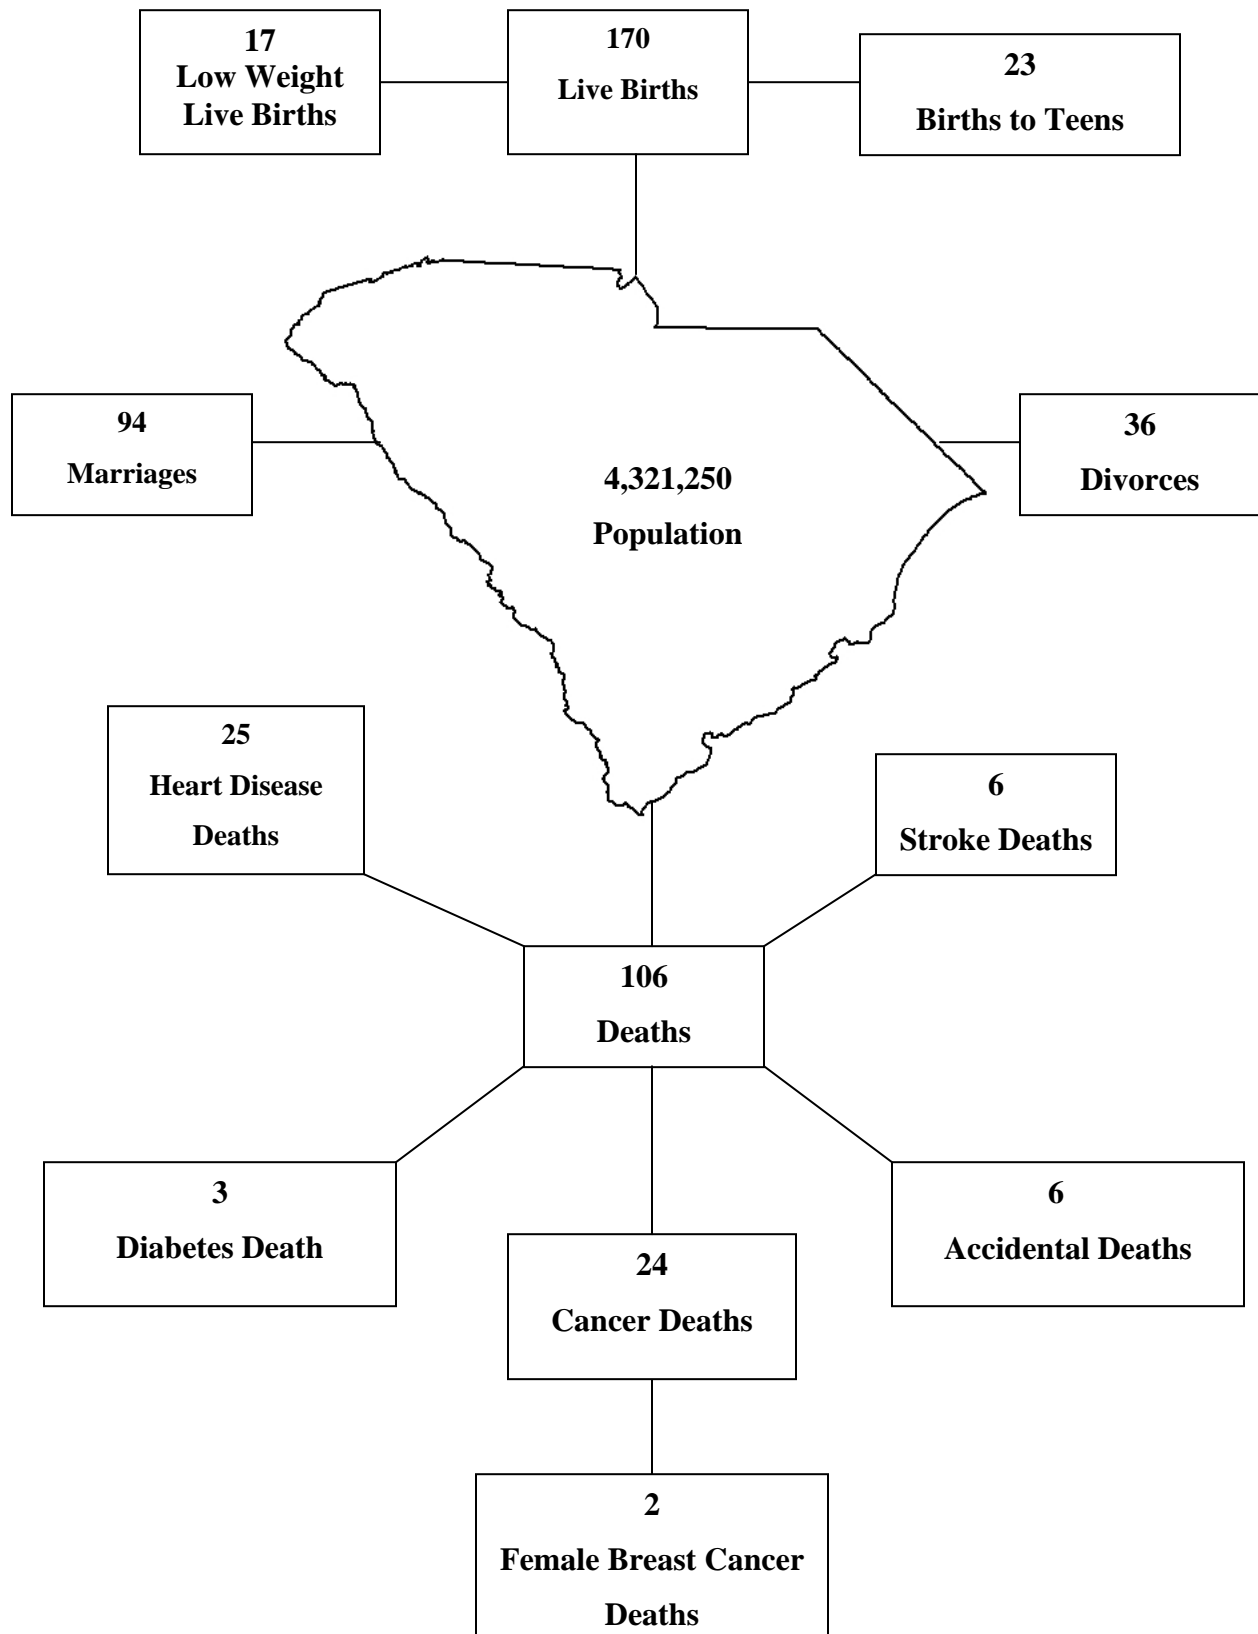 17
Low Weight
Live Births
170
Live Births
23
Births to Teens
94
Marriages
4,321,250
Population
36
Divorces
25
Heart Disease
Deaths
6
Stroke Deaths
106
Deaths
3
Diabetes Death
24
Cancer Deaths
6
Accidental Deaths
2
Female Breast Cancer
Deaths